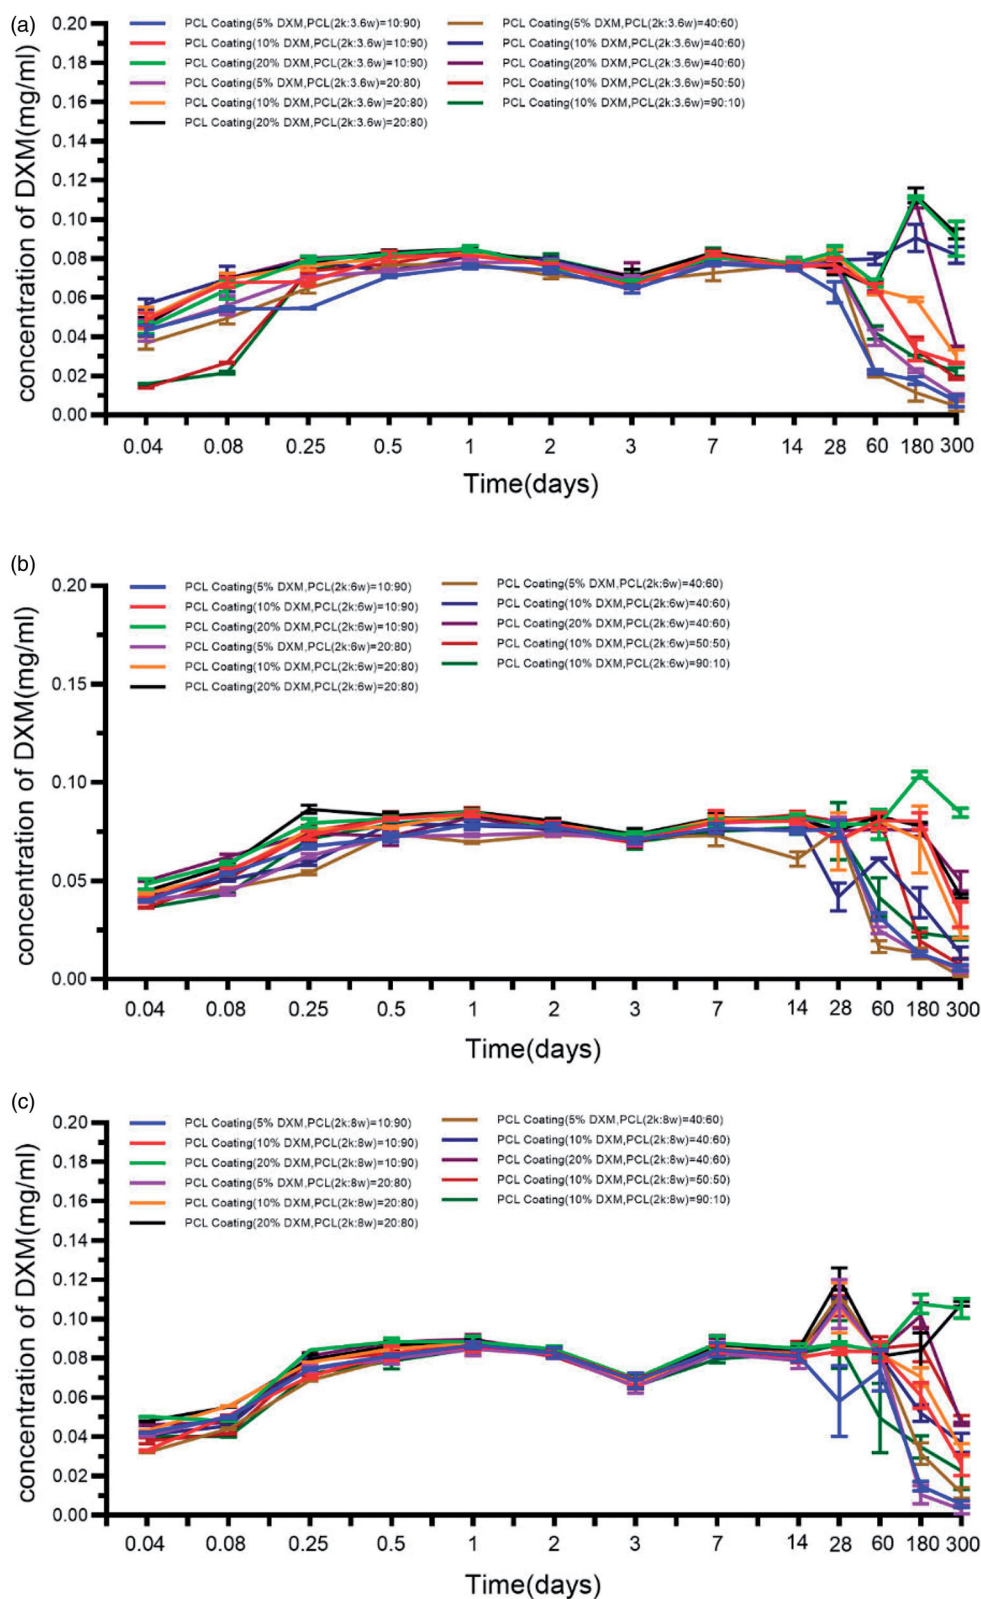 (a)
concentration of DXM(mg/ml)
0.20
0.18
0.16
0.14
0.12
0.10
0.08
0.06
0.04
0.02
0.00
PCL Coating(5% DXM,PCL(2k:3.6w)=10:90)
PCL Coating(10% DXM,PCL(2k:3.6w)=10:90)
PCL Coating(20% DXM,PCL(2k:3.6w)=10:90)
PCL Coating(5% DXM,PCL(2k:3.6w)=20:80)
PCL Coating(10% DXM,PCL(2k:3.6w)=20:80)
PCL Coating(20% DXM,PCL(2k:3.6w)=20:80)
PCL Coating(5% DXM,PCL(2k:3.6w)=40:60)
PCL Coating(10% DXM,PCL(2k:3.6w)=40:60)
PCL Coating(20% DXM,PCL(2k:3.6w)=40:60)
PCL Coating(10% DXM,PCL(2k:3.6w)=50:50)
PCL Coating(10% DXM,PCL(2k:3.6w)=90:10)
0.04 0.08 0.25 0.5 1 2 3 7 14 28 60 180 300
Time(days)
(b)
concentration of DXM(mg/ml)
0.20
0.15
0.10
0.05
0.00
PCL Coating(5% DXM,PCL(2k:6w)=10:90)
PCL Coating(10% DXM,PCL(2k:6w)=10:90)
PCL Coating(20% DXM,PCL(2k:6w)=10:90)
PCL Coating(5% DXM,PCL(2k:6w)=20:80)
PCL Coating(10% DXM,PCL(2k:6w)=20:80)
PCL Coating(20% DXM,PCL(2k:6w)=20:80)
PCL Coating(5% DXM,PCL(2k:6w)=40:60)
PCL Coating(10% DXM,PCL(2k:6w)=40:60)
PCL Coating(20% DXM,PCL(2k:6w)=40:60)
PCL Coating(10% DXM,PCL(2k:6w)=50:50)
PCL Coating(10% DXM,PCL(2k:6w)=90:10)
0.04 0.08 0.25 0.5 1 2 3 7 14 28 60 180 300
Time(days)
(c)
concentration of DXM(mg/ml)
0.20
0.18
0.16
0.14
0.12
0.10
0.08
0.06
0.04
0.02
0.00
PCL Coating(5% DXM,PCL(2k:8w)=10:90)
PCL Coating(10% DXM,PCL(2k:8w)=10:90)
PCL Coating(20% DXM,PCL(2k:8w)=10:90)
PCL Coating(5% DXM,PCL(2k:8w)=20:80)
PCL Coating(10% DXM,PCL(2k:8w)=20:80)
PCL Coating(20% DXM,PCL(2k:8w)=20:80)
PCL Coating(5% DXM,PCL(2k:8w)=40:60)
PCL Coating(10% DXM,PCL(2k:8w)=40:60)
PCL Coating(20% DXM,PCL(2k:8w)=40:60)
PCL Coating(10% DXM,PCL(2k:8w)=50:50)
PCL Coating(10% DXM,PCL(2k:8w)=90:10)
0.04 0.08 0.25 0.5 1 2 3 7 14 28 60 180 300
Time(days)